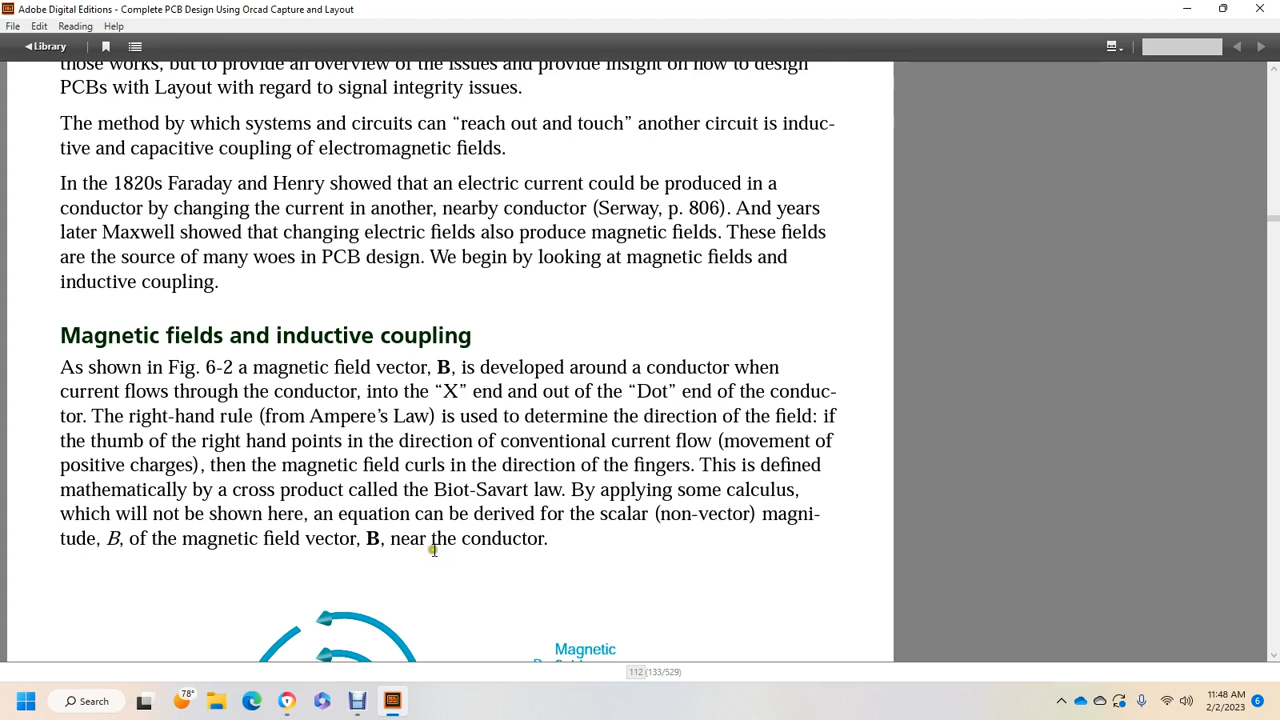 Adobe Digital Editions - Complete PCB Design Using Orcad Capture and Layout
File Edit Reading Help
Library
those works, but to provide an overview of the issues and provide insight on how to design
PCBs with Layout with regard to signal integrity issues.
The method by which systems and circuits can “reach out and touch” another circuit is induc-
tive and capacitive coupling of electromagnetic fields.
In the 1820s Faraday and Henry showed that an electric current could be produced in a
conductor by changing the current in another, nearby conductor (Serway, p. 806). And years
later Maxwell showed that changing electric fields also produce magnetic fields. These fields
are the source of many woes in PCB design. We begin by looking at magnetic fields and
inductive coupling.
Magnetic fields and inductive coupling
As shown in Fig. 6-2 a magnetic field vector, B, is developed around a conductor when
current flows through the conductor, into the “X” end and out of the “Dot” end of the conduc-
tor. The right-hand rule (from Ampere’s Law) is used to determine the direction of the field: if
the thumb of the right hand points in the direction of conventional current flow (movement of
positive charges), then the magnetic field curls in the direction of the fingers. This is defined
mathematically by a cross product called the Biot-Savart law. By applying some calculus,
which will not be shown here, an equation can be derived for the scalar (non-vector) magni-
tude, B, of the magnetic field vector, B, near the conductor.
Magnetic
112 (133/529)
78°
Search
11:48 AM
2/2/2023
6